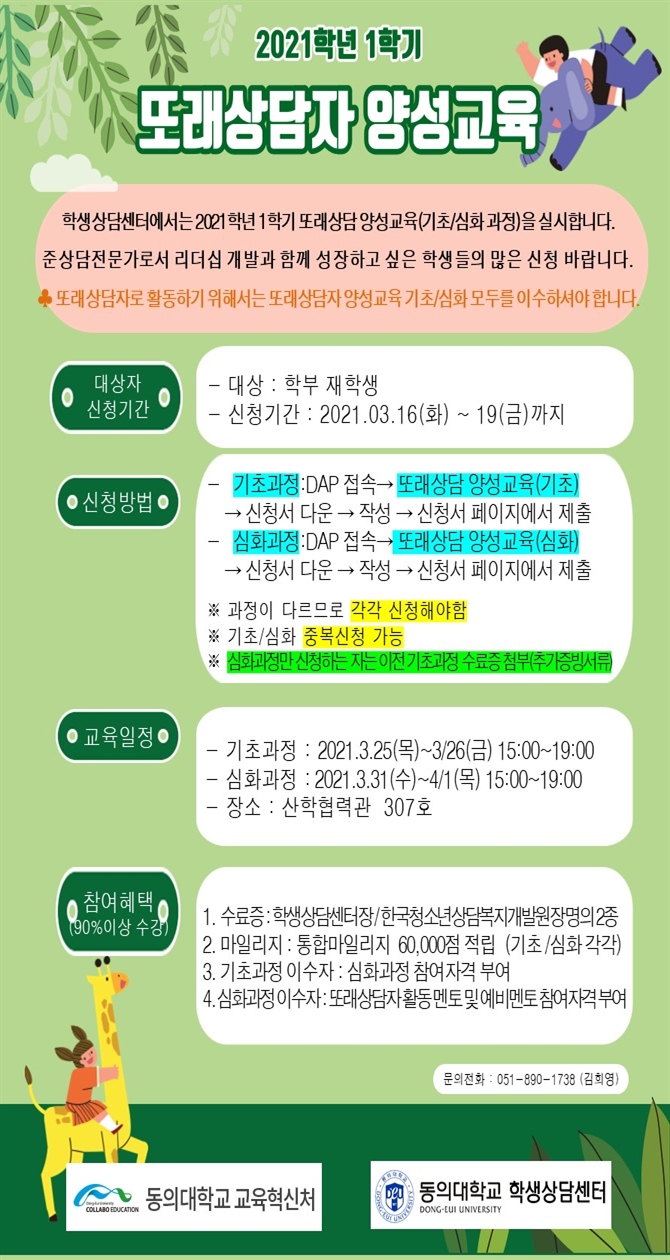 2021학년 1학기
또래상담자 양성교육
학생상담센터에서는 2021학년 1학기 또래상담 양성교육(기초/심화 과정)을 실시합니다.
준상담전문가로서 리더십 개발과 함께 성장하고 싶은 학생들의 많은 신청 바랍니다.
♣ 또래상담자로 활동하기 위해서는 또래상담자 양성교육 기초/심화 모두를 이수하셔야 합니다.
대상자
신청기간
- 대상 : 학부 재학생
- 신청기간 : 2021.03.16(화) ~ 19(금)까지
신청방법
- 기초과정:DAP 접속→ 또래상담 양성교육(기초)
→ 신청서 다운 → 작성 → 신청서 페이지에서 제출
- 심화과정:DAP 접속→ 또래상담 양성교육(심화)
→ 신청서 다운 → 작성 → 신청서 페이지에서 제출
※ 과정이 다르므로 각각 신청해야함
※ 기초/심화 중복신청 가능
※ 심화과정만 신청하는 자는 이전 기초과정 수료증 첨부(추가증빙서류)
교육일정
- 기초과정 : 2021.3.25(목)~3/26(금) 15:00~19:00
- 심화과정 : 2021.3.31(수)~4/1(목) 15:00~19:00
- 장소 : 산학협력관 307호
참여혜택
(90%이상 수강)
1. 수료증 : 학생상담센터장 / 한국청소년상담복지개발원장 명의 2종
2. 마일리지 : 통합마일리지 60,000점 적립 (기초 /심화 각각)
3. 기초과정 이수자 : 심화과정 참여자격 부여
4. 심화과정 이수자 : 또래상담자 활동 멘토 및 예비멘토 참여자격 부여
문의전화 : 051-890-1738 (김희영)
Dong-Eui University
COLLABO EDUCATION
동의대학교 교육혁신처
DEU
DONG-EUI UNIVERSITY
동의대학교 학생상담센터
DONG-EUI UNIVERSITY